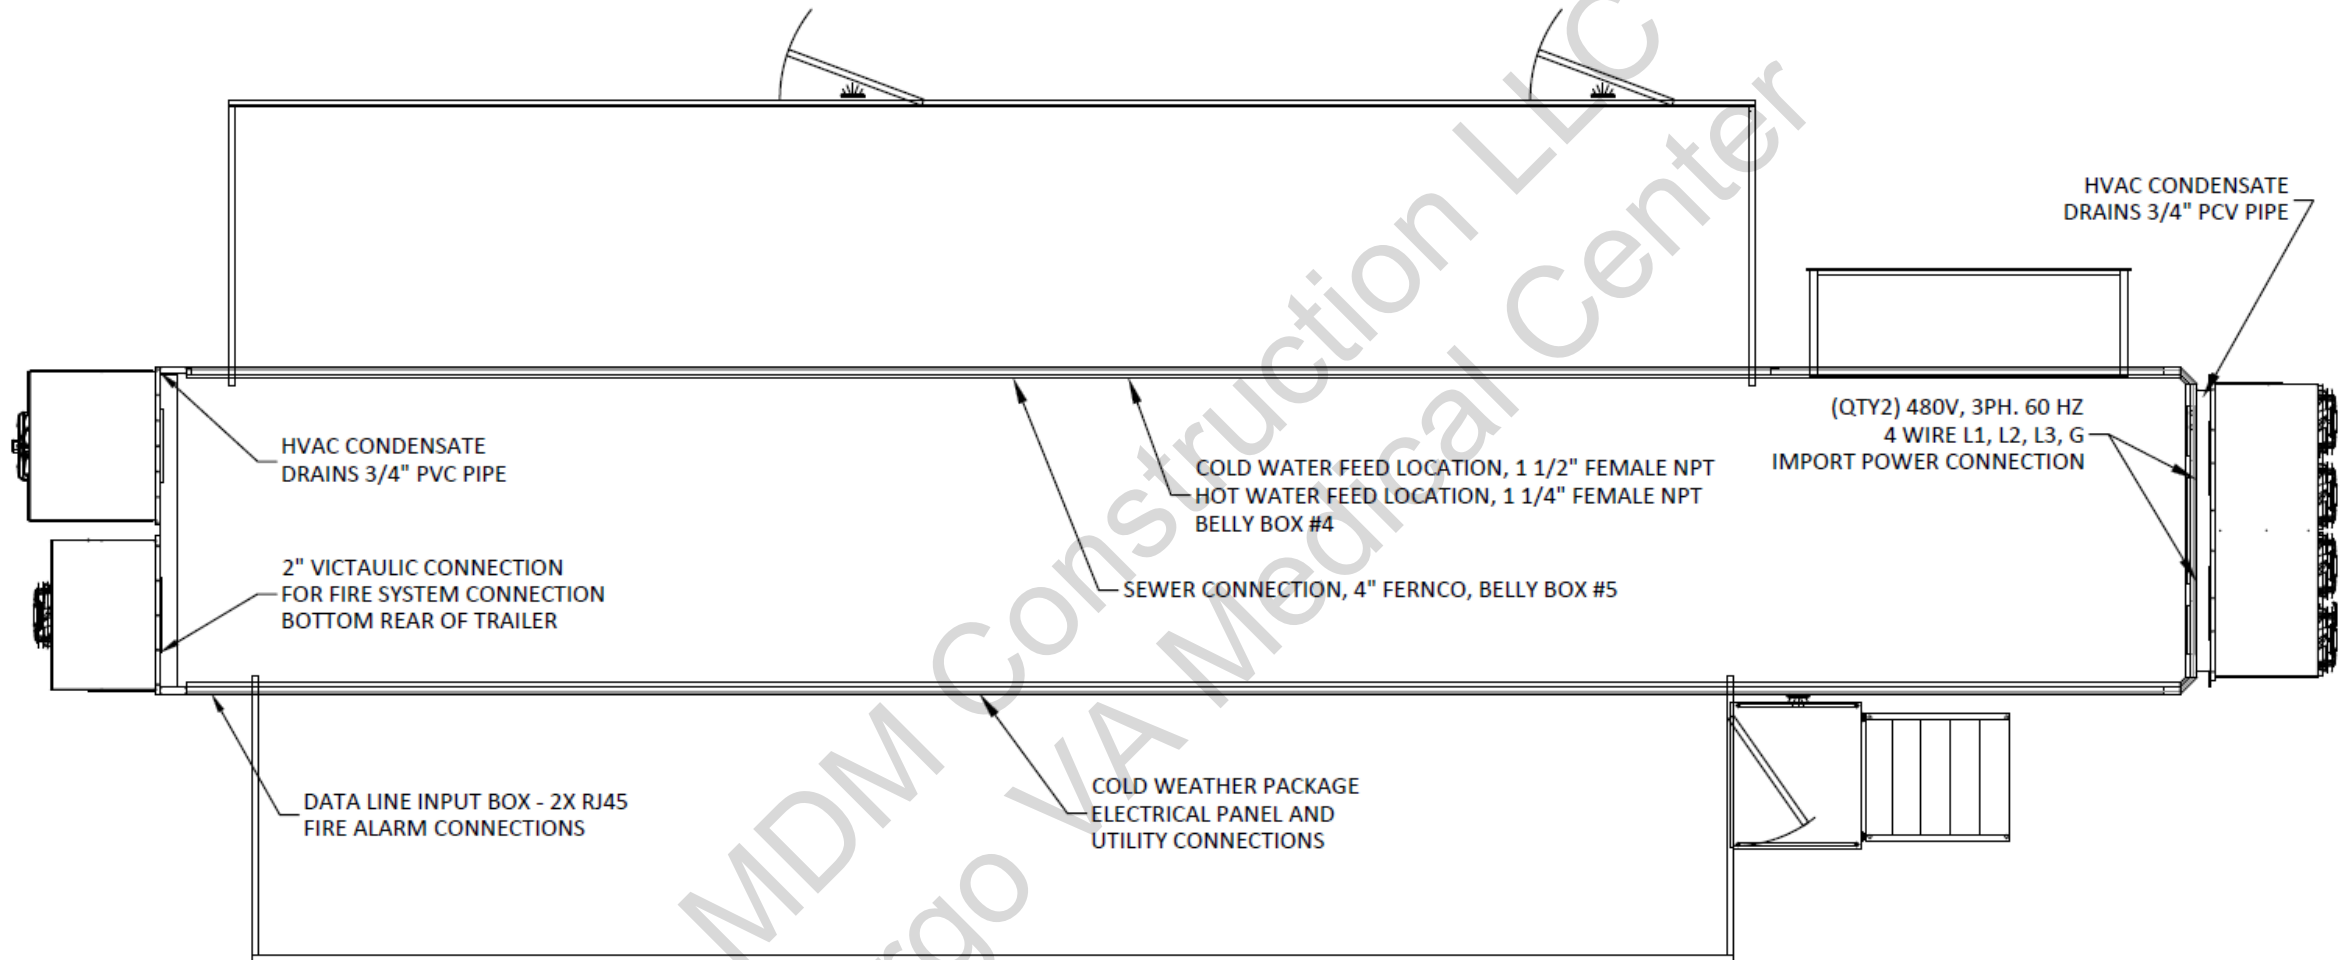 HVAC CONDENSATE
DRAINS 3/4" PCV PIPE
(QTY2) 480V, 3PH. 60 HZ
4 WIRE L1, L2, L3, G
IMPORT POWER CONNECTION
HVAC CONDENSATE
DRAINS 3/4" PVC PIPE
COLD WATER FEED LOCATION, 1 1/2" FEMALE NPT
HOT WATER FEED LOCATION, 1 1/4" FEMALE NPT
BELLY BOX #4
2" VICTAULIC CONNECTION
FOR FIRE SYSTEM CONNECTION
BOTTOM REAR OF TRAILER
SEWER CONNECTION, 4" FERNCO, BELLY BOX #5
DATA LINE INPUT BOX - 2X RJ45
FIRE ALARM CONNECTIONS
COLD WEATHER PACKAGE
ELECTRICAL PANEL AND
UTILITY CONNECTIONS
MDM Construction LLC
VA Medical Center